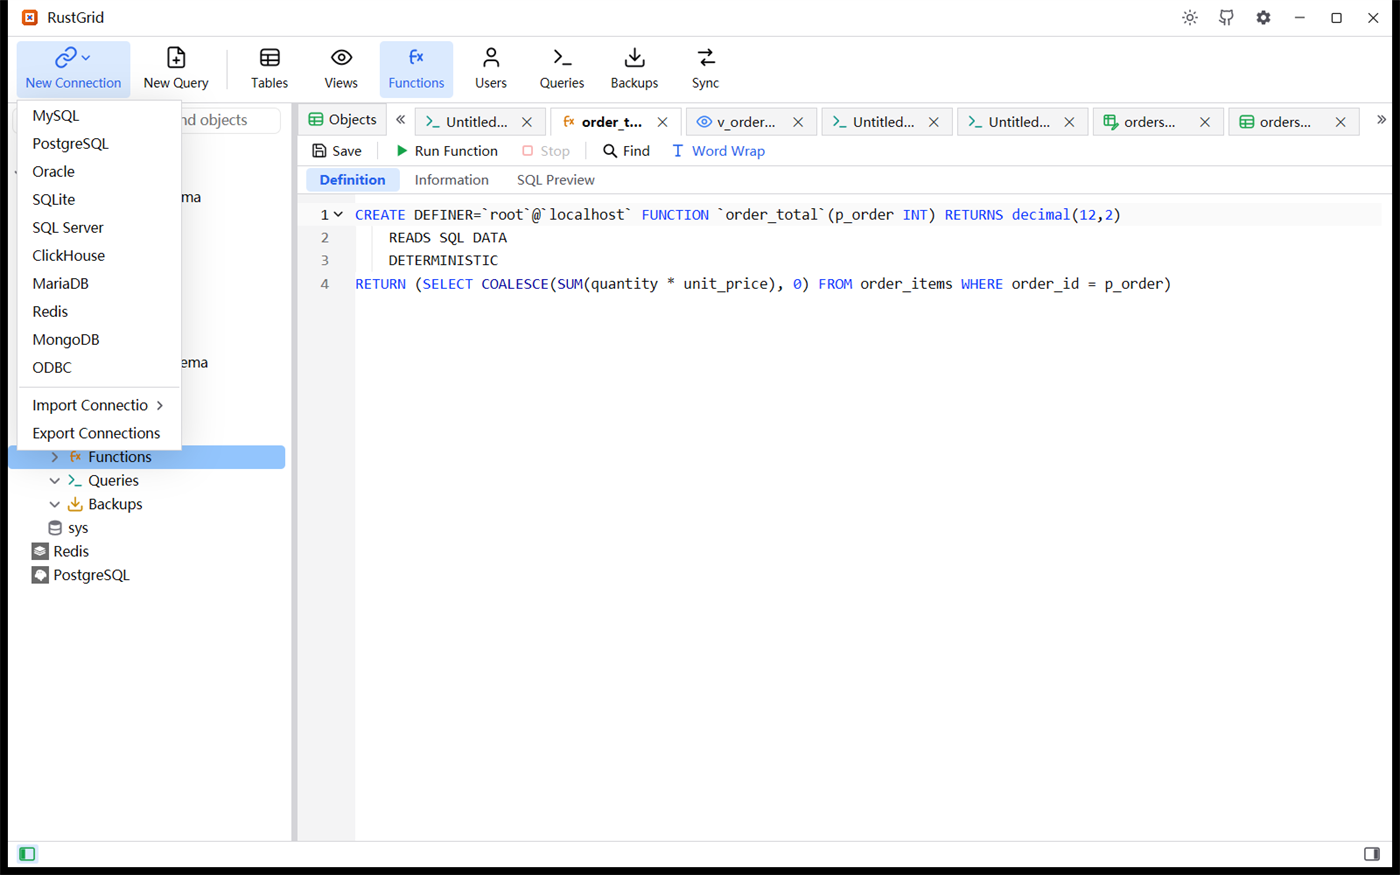 RustGrid
New Connection
New Query
Tables
Views
Functions
Users
Queries
Backups
Sync
MySQL
PostgreSQL
Oracle
SQLite
SQL Server
ClickHouse
MariaDB
Redis
MongoDB
ODBC
Import Connectio
Export Connections
nd objects
ma
ema
Functions
Queries
Backups
sys
Redis
PostgreSQL
Objects
Untitled...
order_t...
v_order...
Untitled...
Untitled...
orders...
orders...
Save
Run Function
Stop
Find
Word Wrap
Definition
Information
SQL Preview
1 CREATE DEFINER=`root`@`localhost` FUNCTION `order_total`(p_order INT) RETURNS decimal(12,2)
2 READS SQL DATA
3 DETERMINISTIC
4 RETURN (SELECT COALESCE(SUM(quantity * unit_price), 0) FROM order_items WHERE order_id = p_order)